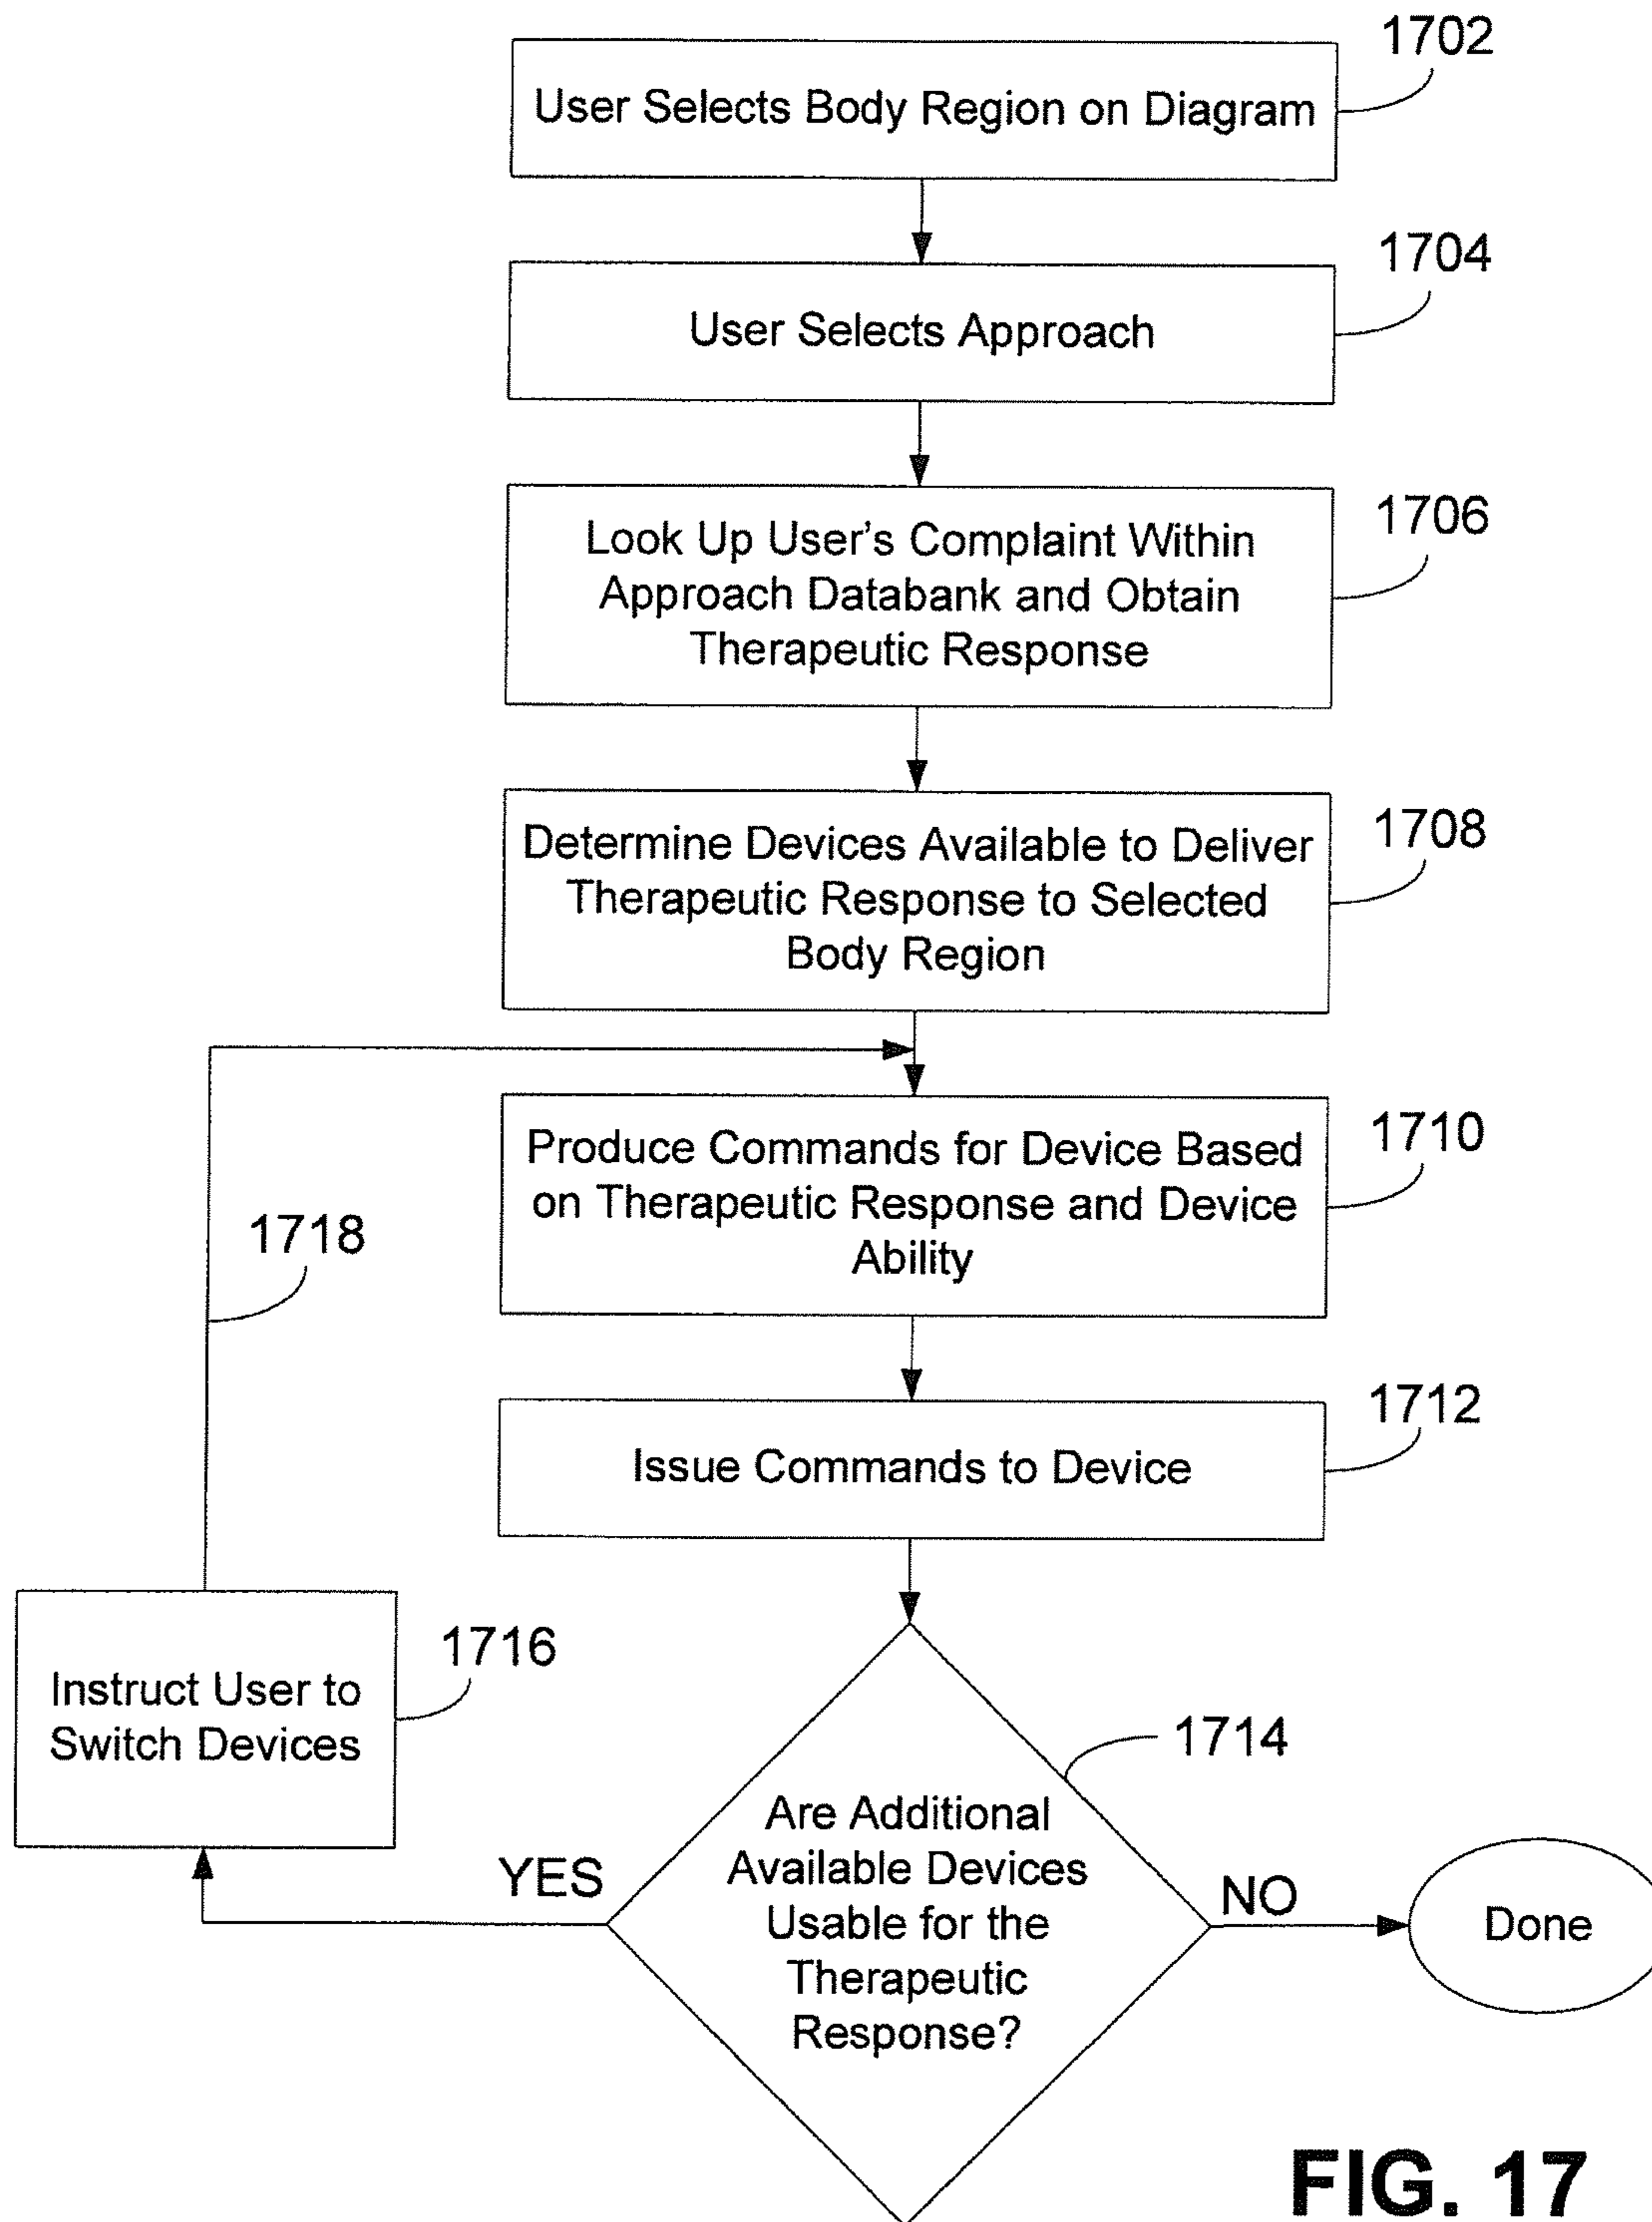 1702
User Selects Body Region on Diagram
1704
User Selects Approach
1706
Look Up User's Complaint Within
Approach Databank and Obtain
Therapeutic Response
1708
Determine Devices Available to Deliver
Therapeutic Response to Selected
Body Region
1710
Produce Commands for Device Based
on Therapeutic Response and Device
Ability
1718
1712
Issue Commands to Device
1716
Instruct User to
Switch Devices
1714
Are Additional
Available Devices
Usable for the
Therapeutic
Response?
YES
NO
Done
FIG. 17